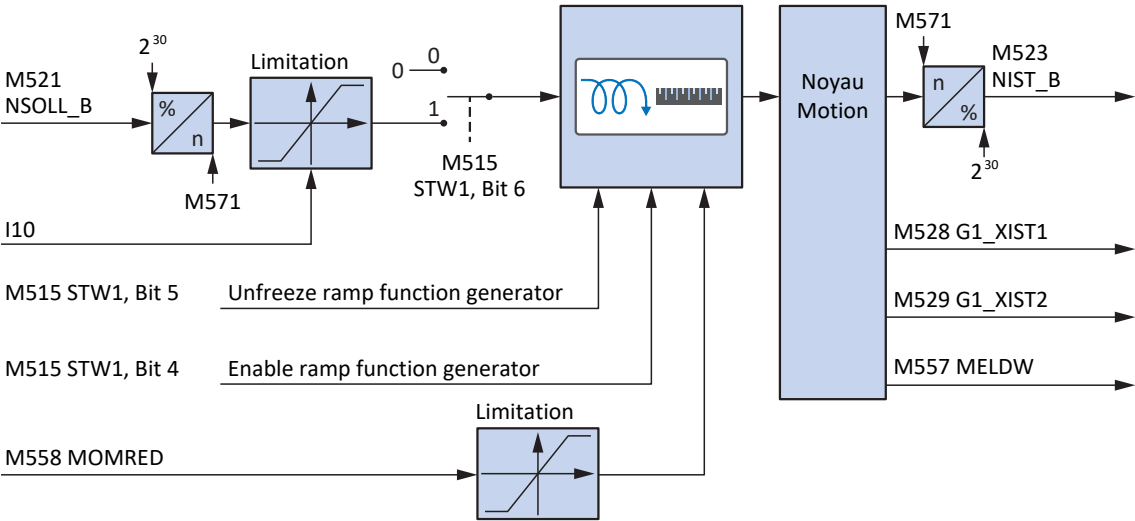 M521
NSOLL_B
2³⁰
%
n
M571
Limitation
0
0
1
M515
STW1, Bit 6
Noyau
Motion
M571
n
%
2³⁰
M523
NIST_B
I10
M528 G1_XIST1
M515 STW1, Bit 5 Unfreeze ramp function generator
M529 G1_XIST2
M515 STW1, Bit 4 Enable ramp function generator
M557 MELDW
Limitation
M558 MOMRED